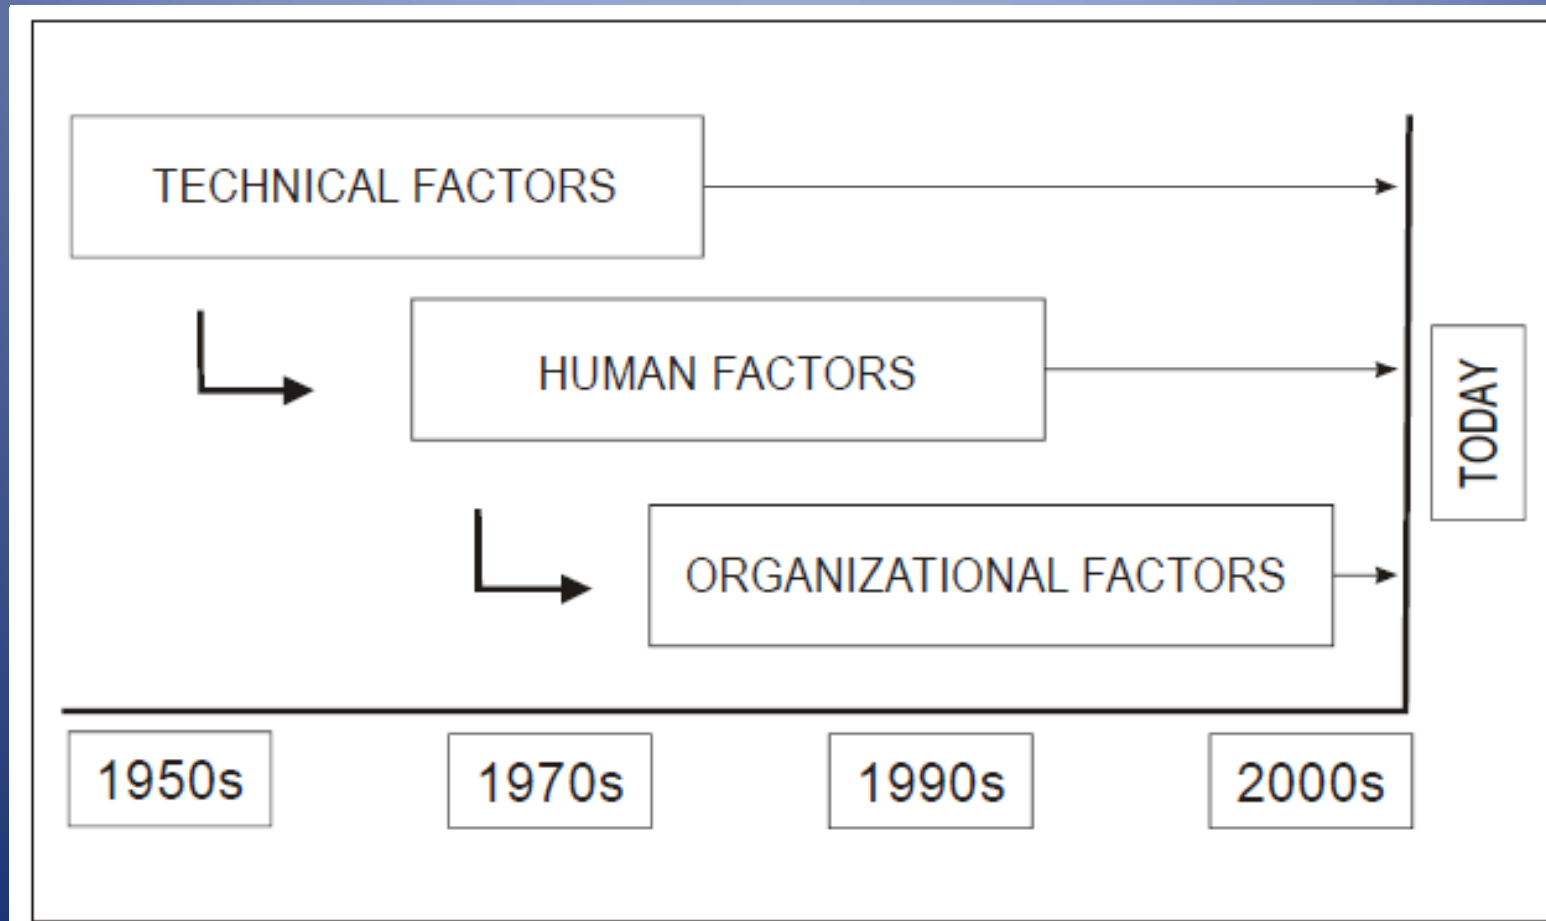 TECHNICAL FACTORS
HUMAN FACTORS
TODAY
ORGANIZATIONAL FACTORS
1950s
1970s
1990s
2000s